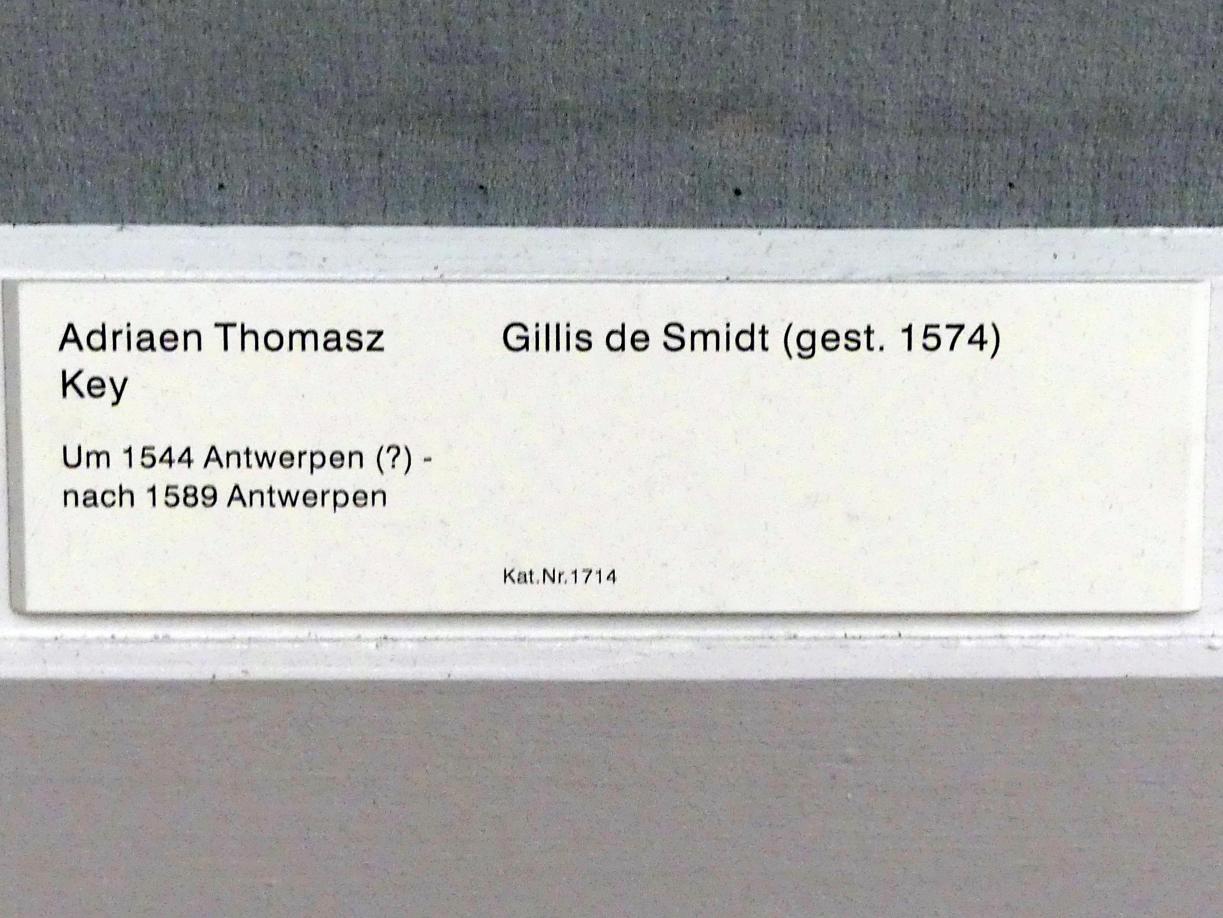 Adriaen Thomasz
Key
Um 1544 Antwerpen (?) -
nach 1589 Antwerpen
Gillis de Smidt (gest. 1574)
Kat.Nr.1714